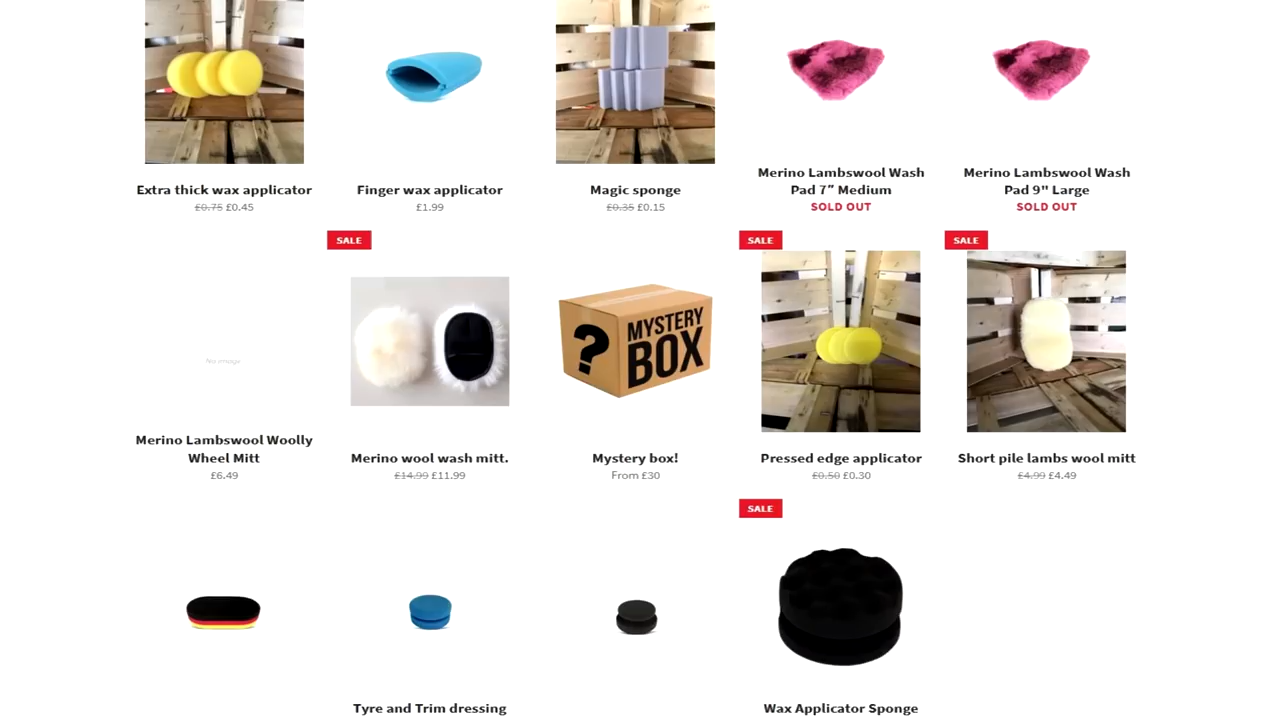 Extra thick wax applicator
£0.75 £0.45
Finger wax applicator
£1.99
Magic sponge
£0.35 £0.15
Merino Lambswool Wash
Pad 7″ Medium
SOLD OUT
Merino Lambswool Wash
Pad 9" Large
SOLD OUT
No image
Merino Lambswool Woolly
Wheel Mitt
£6.49
SALE
Merino wool wash mitt.
£14.99 £11.99
? MYSTERY
BOX
Mystery box!
From £30
SALE
Pressed edge applicator
£0.50 £0.30
SALE
Short pile lambs wool mitt
£4.99 £4.49
Tyre and Trim dressing
SALE
Wax Applicator Sponge